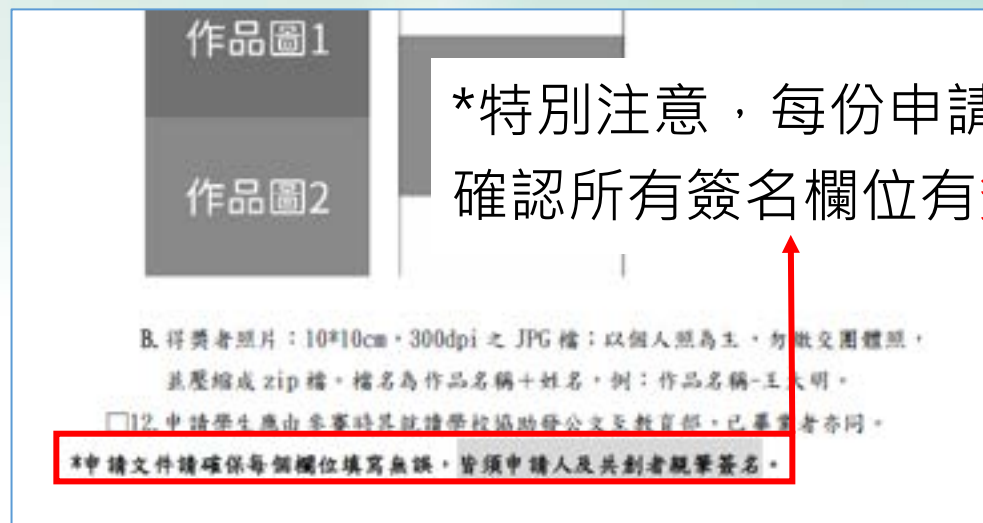 作品圖1
作品圖2
*特別注意，每份申請
確認所有簽名欄位有
B. 得獎者照片：10*10cm，300dpi 之 JPG 檔；以個人照為主，勿繳交團體照，
並壓縮成 zip 檔。檔名為作品名稱＋姓名，例：作品名稱-王大明。
□12. 申請學生應由參賽時其就讀學校協助發公文至教育部，已畢業者亦同。
*申請文件請確保每個欄位填寫無誤，皆須申請人及共創者親筆簽名。